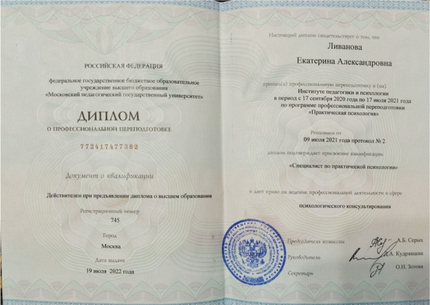 РОССИЙСКАЯ ФЕДЕРАЦИЯ
федеральное государственное бюджетное образовательное
учреждение высшего образования
«Московский педагогический государственный университет»
ДИПЛОМ
О ПРОФЕССИОНАЛЬНОЙ ПЕРЕПОДГОТОВКЕ
772417477382
Документ о квалификации
Действителен при предъявлении диплома о высшем образовании
Регистрационный номер
745
Город
Москва
Дата выдачи
19 июля 2022 года
Настоящий диплом свидетельствует о том, что
Ливанова
Екатерина Александровна
прошел(а) профессиональную переподготовку в (на)
Институте педагогики и психологии
в период с 17 сентября 2020 года по 17 июля 2021 года
по программе профессиональной переподготовки
«Практическая психология»
Решением от
09 июля 2021 года протокол № 2
диплом подтверждает присвоение квалификации
«Специалист по практической психологии»
и дает право на ведение профессиональной деятельности в сфере
психологического консультирования
Председатель комиссии
А.Б. Серых
Руководитель
А. Кудряшова
Секретарь
О.Н. Зотова